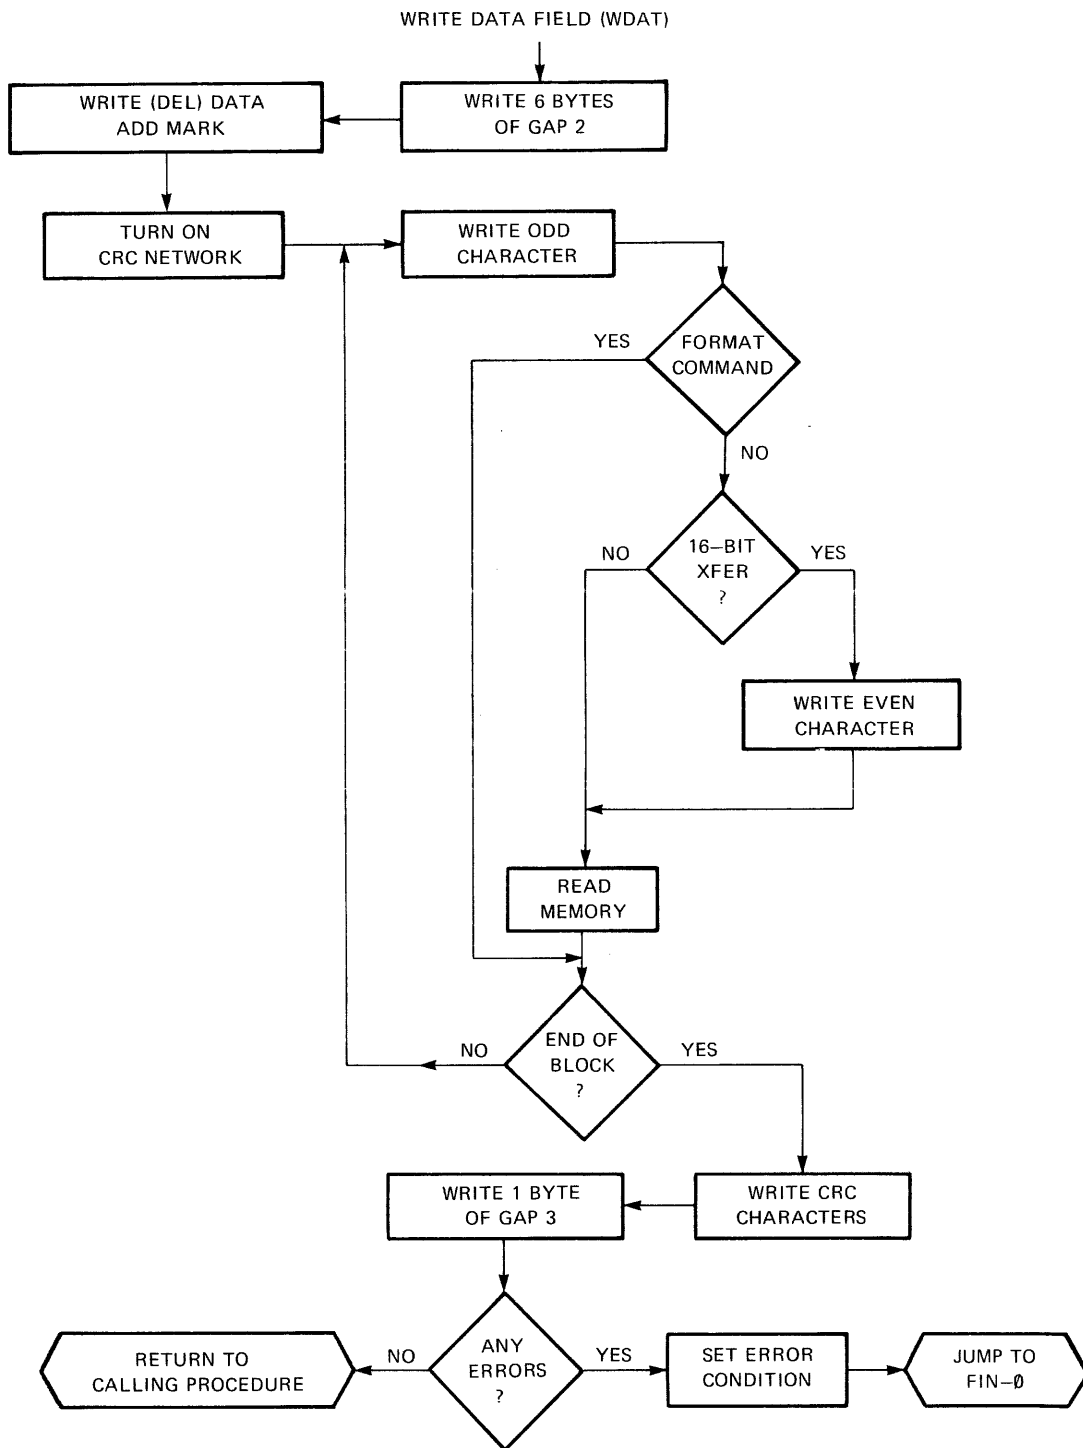 WRITE DATA FIELD (WDAT)
WRITE 6 BYTES
OF GAP 2
WRITE (DEL) DATA
ADD MARK
TURN ON
CRC NETWORK
WRITE ODD
CHARACTER
FORMAT
COMMAND
YES
NO
16–BIT
XFER
?
NO
YES
WRITE EVEN
CHARACTER
READ
MEMORY
END OF
BLOCK
?
NO
YES
WRITE CRC
CHARACTERS
WRITE 1 BYTE
OF GAP 3
ANY
ERRORS
?
NO
YES
RETURN TO
CALLING PROCEDURE
SET ERROR
CONDITION
JUMP TO
FIN–Ø